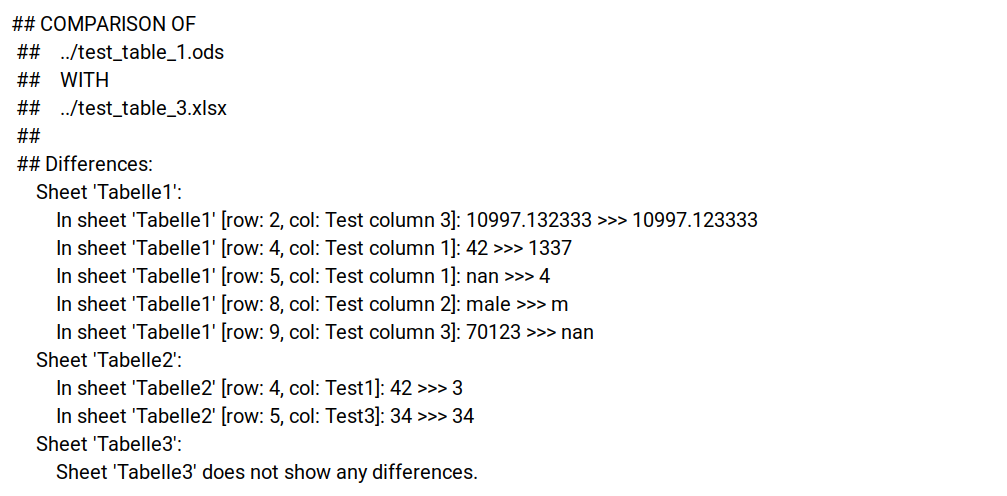 ## COMPARISON OF
##    ../test_table_1.ods
##    WITH
##    ../test_table_3.xlsx
##
## Differences:
Sheet 'Tabelle1':
In sheet 'Tabelle1' [row: 2, col: Test column 3]: 10997.132333 >>> 10997.123333
In sheet 'Tabelle1' [row: 4, col: Test column 1]: 42 >>> 1337
In sheet 'Tabelle1' [row: 5, col: Test column 1]: nan >>> 4
In sheet 'Tabelle1' [row: 8, col: Test column 2]: male >>> m
In sheet 'Tabelle1' [row: 9, col: Test column 3]: 70123 >>> nan
Sheet 'Tabelle2':
In sheet 'Tabelle2' [row: 4, col: Test1]: 42 >>> 3
In sheet 'Tabelle2' [row: 5, col: Test3]: 34 >>> 34
Sheet 'Tabelle3':
Sheet 'Tabelle3' does not show any differences.